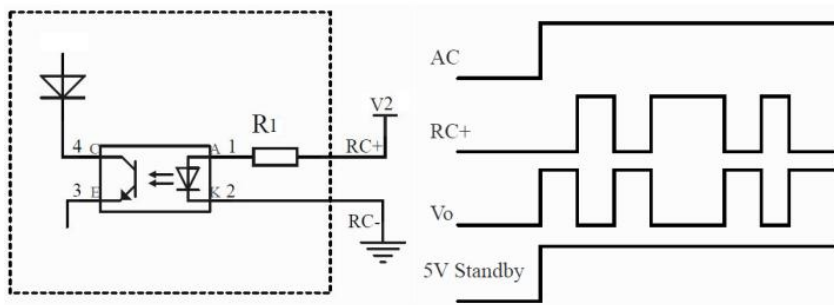 V2
R1
RC+
4 C
A 1
3 E
K 2
RC-
AC
RC+
Vo
5V Standby